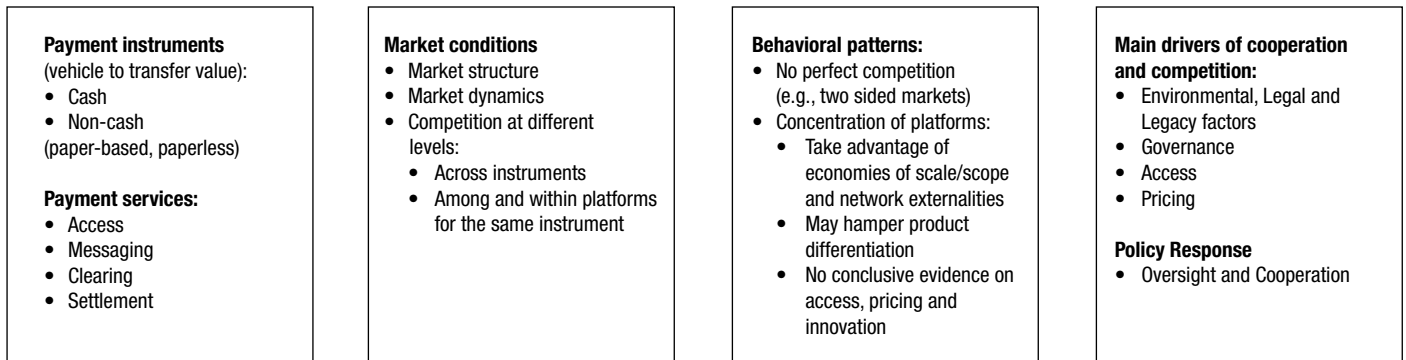 Payment instruments
(vehicle to transfer value):
• Cash
• Non-cash
(paper-based, paperless)
Payment services:
• Access
• Messaging
• Clearing
• Settlement
Market conditions
• Market structure
• Market dynamics
• Competition at different
levels:
• Across instruments
• Among and within platforms
for the same instrument
Behavioral patterns:
• No perfect competition
(e.g., two sided markets)
• Concentration of platforms:
• Take advantage of
economies of scale/scope
and network externalities
• May hamper product
differentiation
• No conclusive evidence on
access, pricing and
innovation
Main drivers of cooperation
and competition:
• Environmental, Legal and
Legacy factors
• Governance
• Access
• Pricing
Policy Response
• Oversight and Cooperation